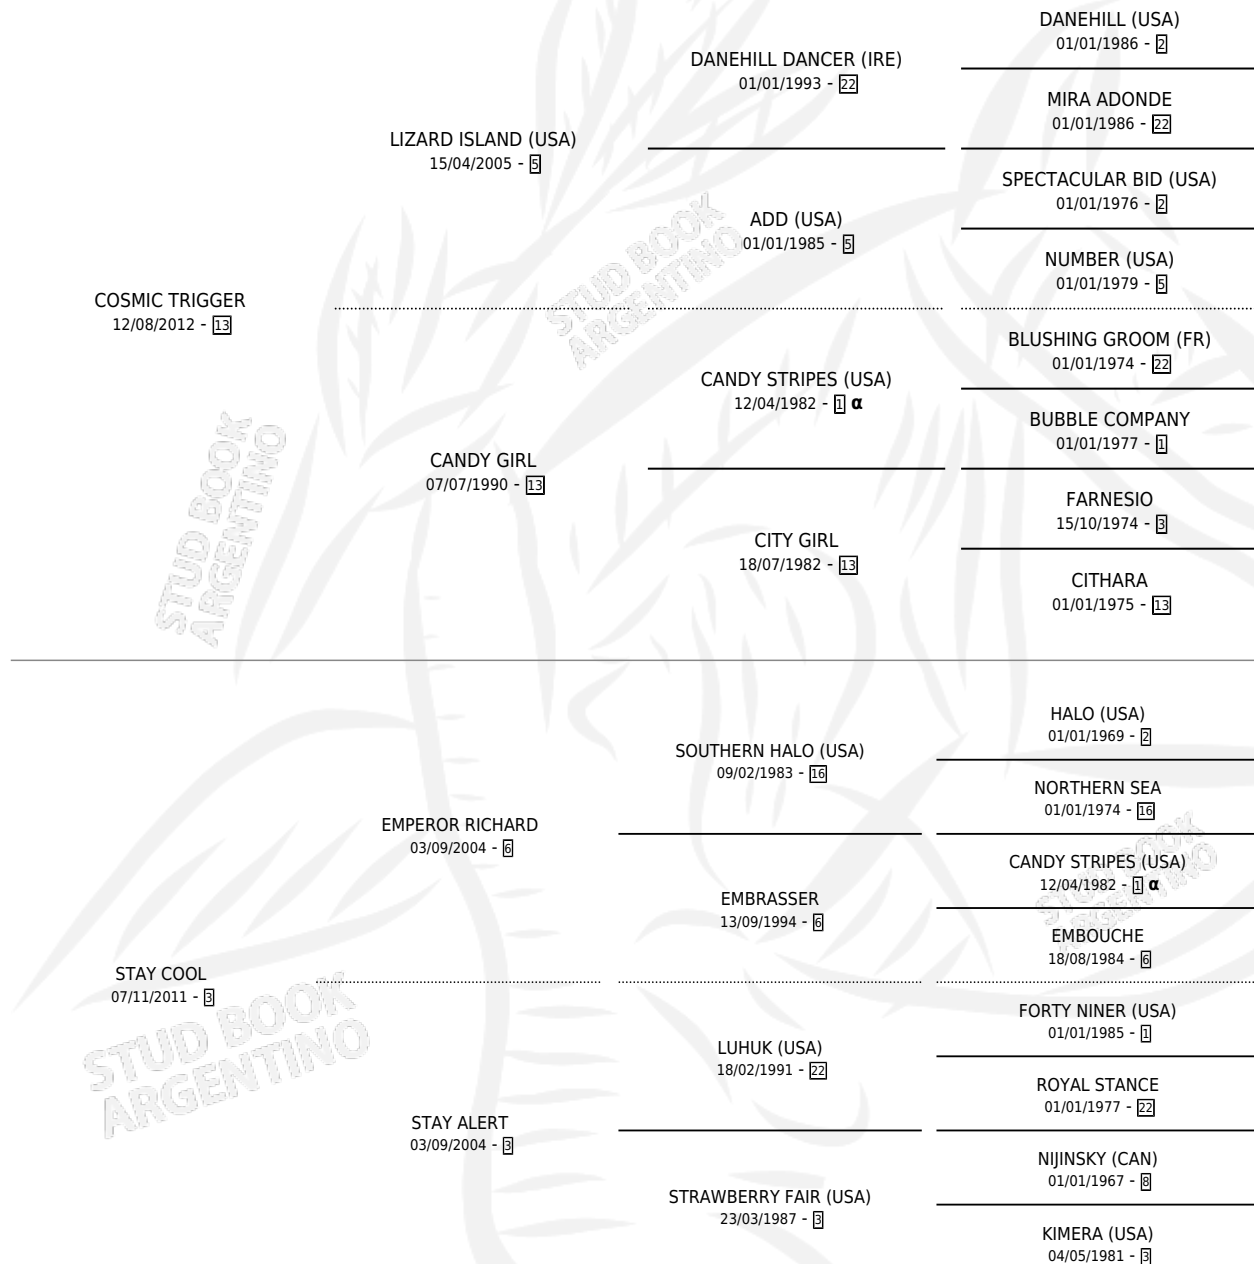 DANEHILL (USA)
01/01/1986 - 2
DANEHILL DANCER (IRE)
01/01/1993 - 22
MIRA ADONDE
01/01/1986 - 22
LIZARD ISLAND (USA)
15/04/2005 - 5
SPECTACULAR BID (USA)
01/01/1976 - 2
ADD (USA)
01/01/1985 - 5
NUMBER (USA)
01/01/1979 - 5
COSMIC TRIGGER
12/08/2012 - 13
BLUSHING GROOM (FR)
01/01/1974 - 22
CANDY STRIPES (USA)
12/04/1982 - 1 α
BUBBLE COMPANY
01/01/1977 - 1
CANDY GIRL
07/07/1990 - 13
FARNESIO
15/10/1974 - 3
CITY GIRL
18/07/1982 - 13
CITHARA
01/01/1975 - 13
STUD BOOK
ARGENTINO
STUD BOOK
ARGENTINO
HALO (USA)
01/01/1969 - 2
SOUTHERN HALO (USA)
09/02/1983 - 16
NORTHERN SEA
01/01/1974 - 16
EMPEROR RICHARD
03/09/2004 - 6
CANDY STRIPES (USA)
12/04/1982 - 1 α
EMBRASSER
13/09/1994 - 6
EMBOUCHE
18/08/1984 - 6
STAY COOL
07/11/2011 - 3
FORTY NINER (USA)
01/01/1985 - 1
LUHUK (USA)
18/02/1991 - 22
ROYAL STANCE
01/01/1977 - 22
STAY ALERT
03/09/2004 - 3
NIJINSKY (CAN)
01/01/1967 - 8
STRAWBERRY FAIR (USA)
23/03/1987 - 3
KIMERA (USA)
04/05/1981 - 3
STUD BOOK
ARGENTINO
STUD BOOK
ARGENTINO